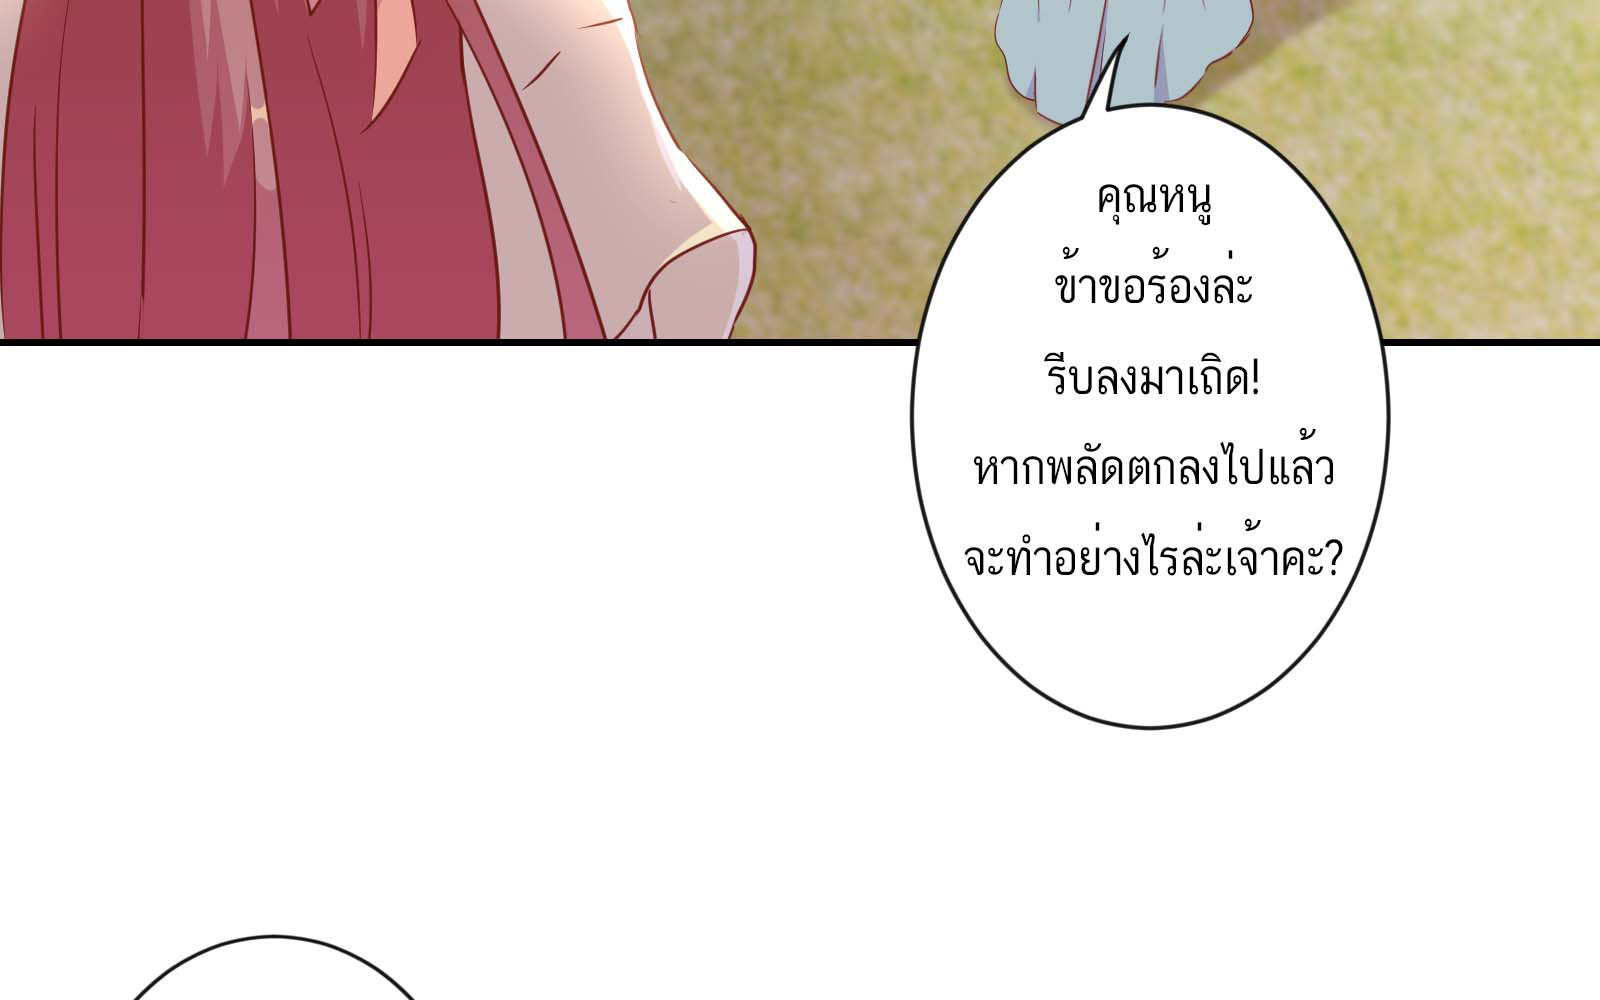 คุณหนู
ข้าขอร้องล่ะ
รีบลงมาเถิด!
หากพลัดตกลงไปแล้ว
จะทำอย่างไรล่ะเจ้าคะ?